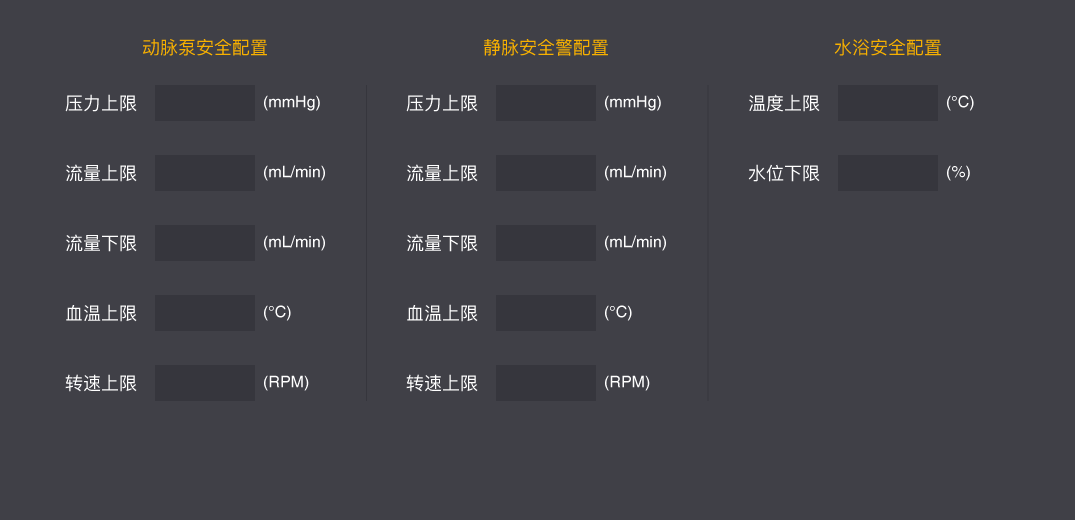 动脉泵安全配置
静脉安全警配置
水浴安全配置
压力上限 (mmHg)
压力上限 (mmHg)
温度上限 (°C)
流量上限 (mL/min)
流量上限 (mL/min)
水位下限 (%)
流量下限 (mL/min)
流量下限 (mL/min)
血温上限 (°C)
血温上限 (°C)
转速上限 (RPM)
转速上限 (RPM)